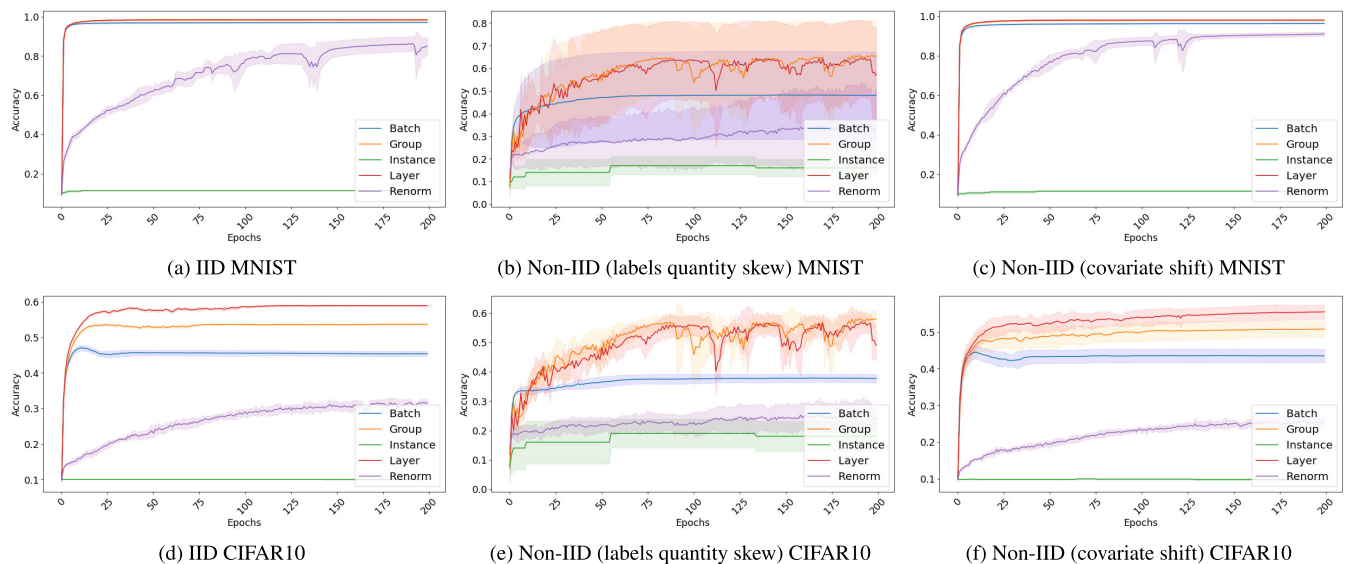 1.0
0.8
0.6
0.4
0.2
Accuracy
0
25
50
75
100
125
150
175
200
Epochs
Batch
Group
Instance
Layer
Renorm
(a) IID MNIST
0.8
0.7
0.6
0.5
0.4
0.3
0.2
0.1
0.0
Accuracy
0
25
50
75
100
125
150
175
200
Epochs
Batch
Group
Instance
Layer
Renorm
(b) Non-IID (labels quantity skew) MNIST
1.0
0.8
0.6
0.4
0.2
Accuracy
0
25
50
75
100
125
150
175
200
Epochs
Batch
Group
Instance
Layer
Renorm
(c) Non-IID (covariate shift) MNIST
0.6
0.5
0.4
0.3
0.2
0.1
Accuracy
0
25
50
75
100
125
150
175
200
Epochs
Batch
Group
Instance
Layer
Renorm
(d) IID CIFAR10
0.6
0.5
0.4
0.3
0.2
0.1
0.0
Accuracy
0
25
50
75
100
125
150
175
200
Epochs
Batch
Group
Instance
Layer
Renorm
(e) Non-IID (labels quantity skew) CIFAR10
0.5
0.4
0.3
0.2
0.1
Accuracy
0
25
50
75
100
125
150
175
200
Epochs
Batch
Group
Instance
Layer
Renorm
(f) Non-IID (covariate shift) CIFAR10